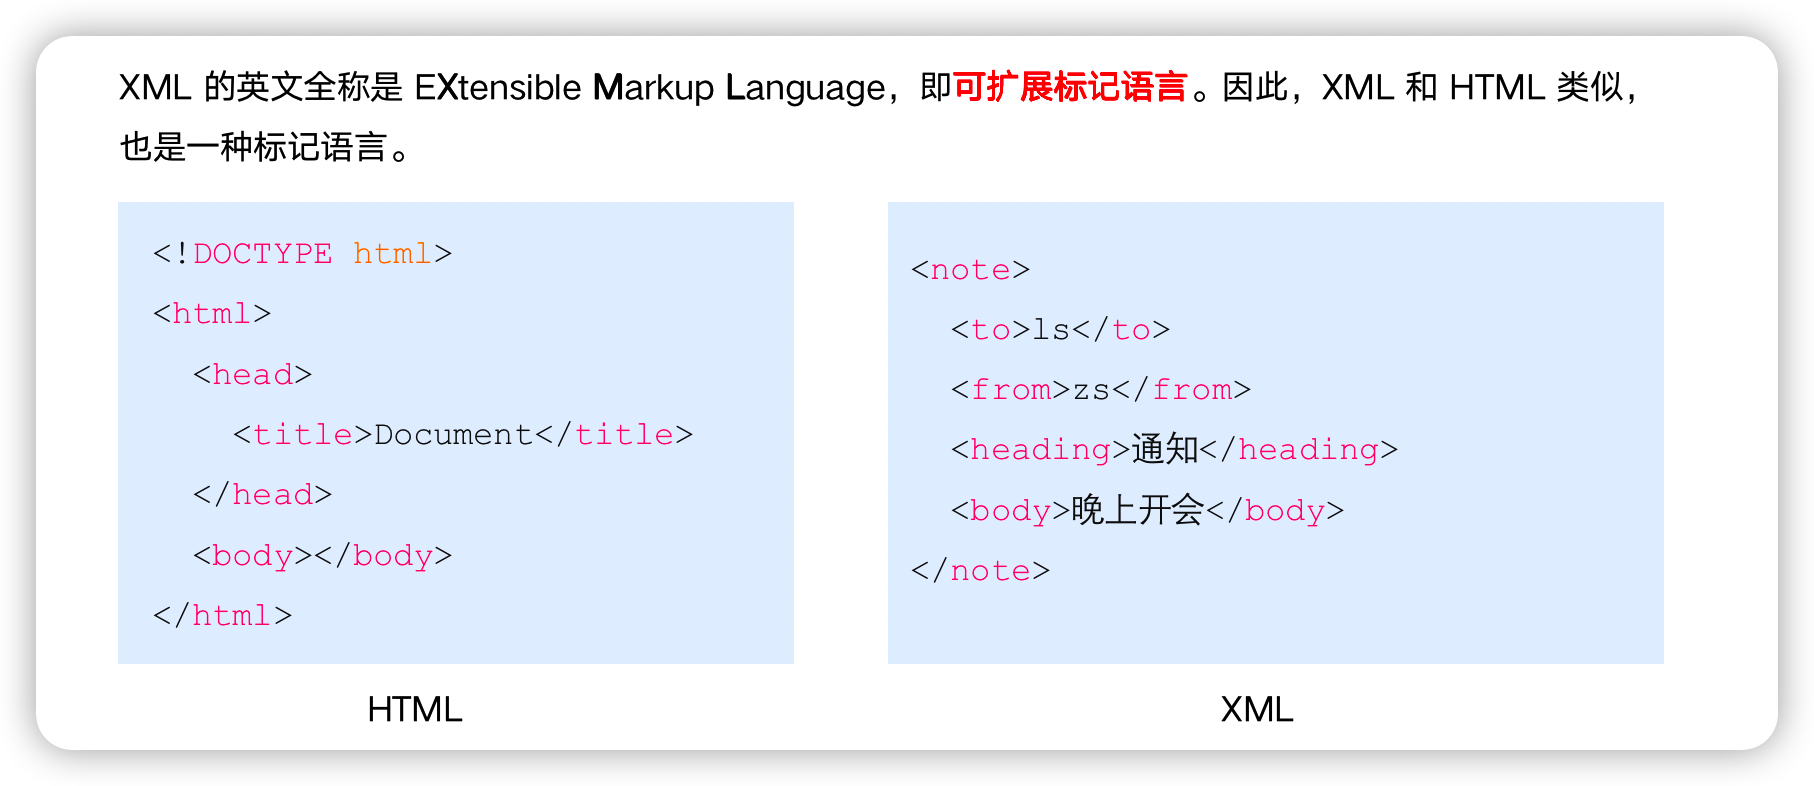 XML 的英文全称是 EXtensible Markup Language，即可扩展标记语言。因此，XML 和 HTML 类似，
也是一种标记语言。
<!DOCTYPE html>
<html>
  <head>
    <title>Document</title>
  </head>
  <body></body>
</html>
HTML
<note>
  <to>ls</to>
  <from>zs</from>
  <heading>通知</heading>
  <body>晚上开会</body>
</note>
XML